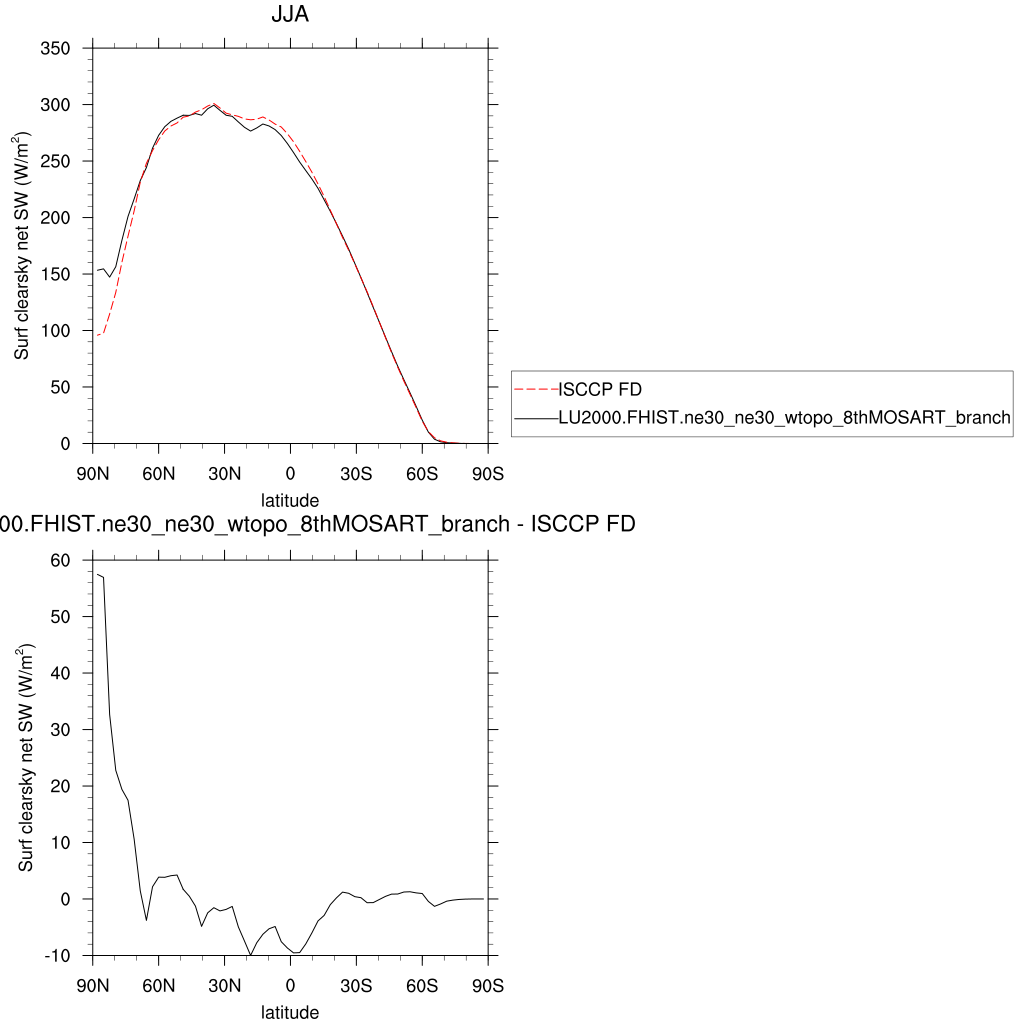 JJA
350
300
250
200
150
100
50
0
Surf clearsky net SW (W/m2)
90N 60N 30N 0 30S 60S 90S
latitude
ISCCP FD
LU2000.FHIST.ne30_ne30_wtopo_8thMOSART_branch
00.FHIST.ne30_ne30_wtopo_8thMOSART_branch - ISCCP FD
60
50
40
30
20
10
0
-10
Surf clearsky net SW (W/m2)
90N 60N 30N 0 30S 60S 90S
latitude